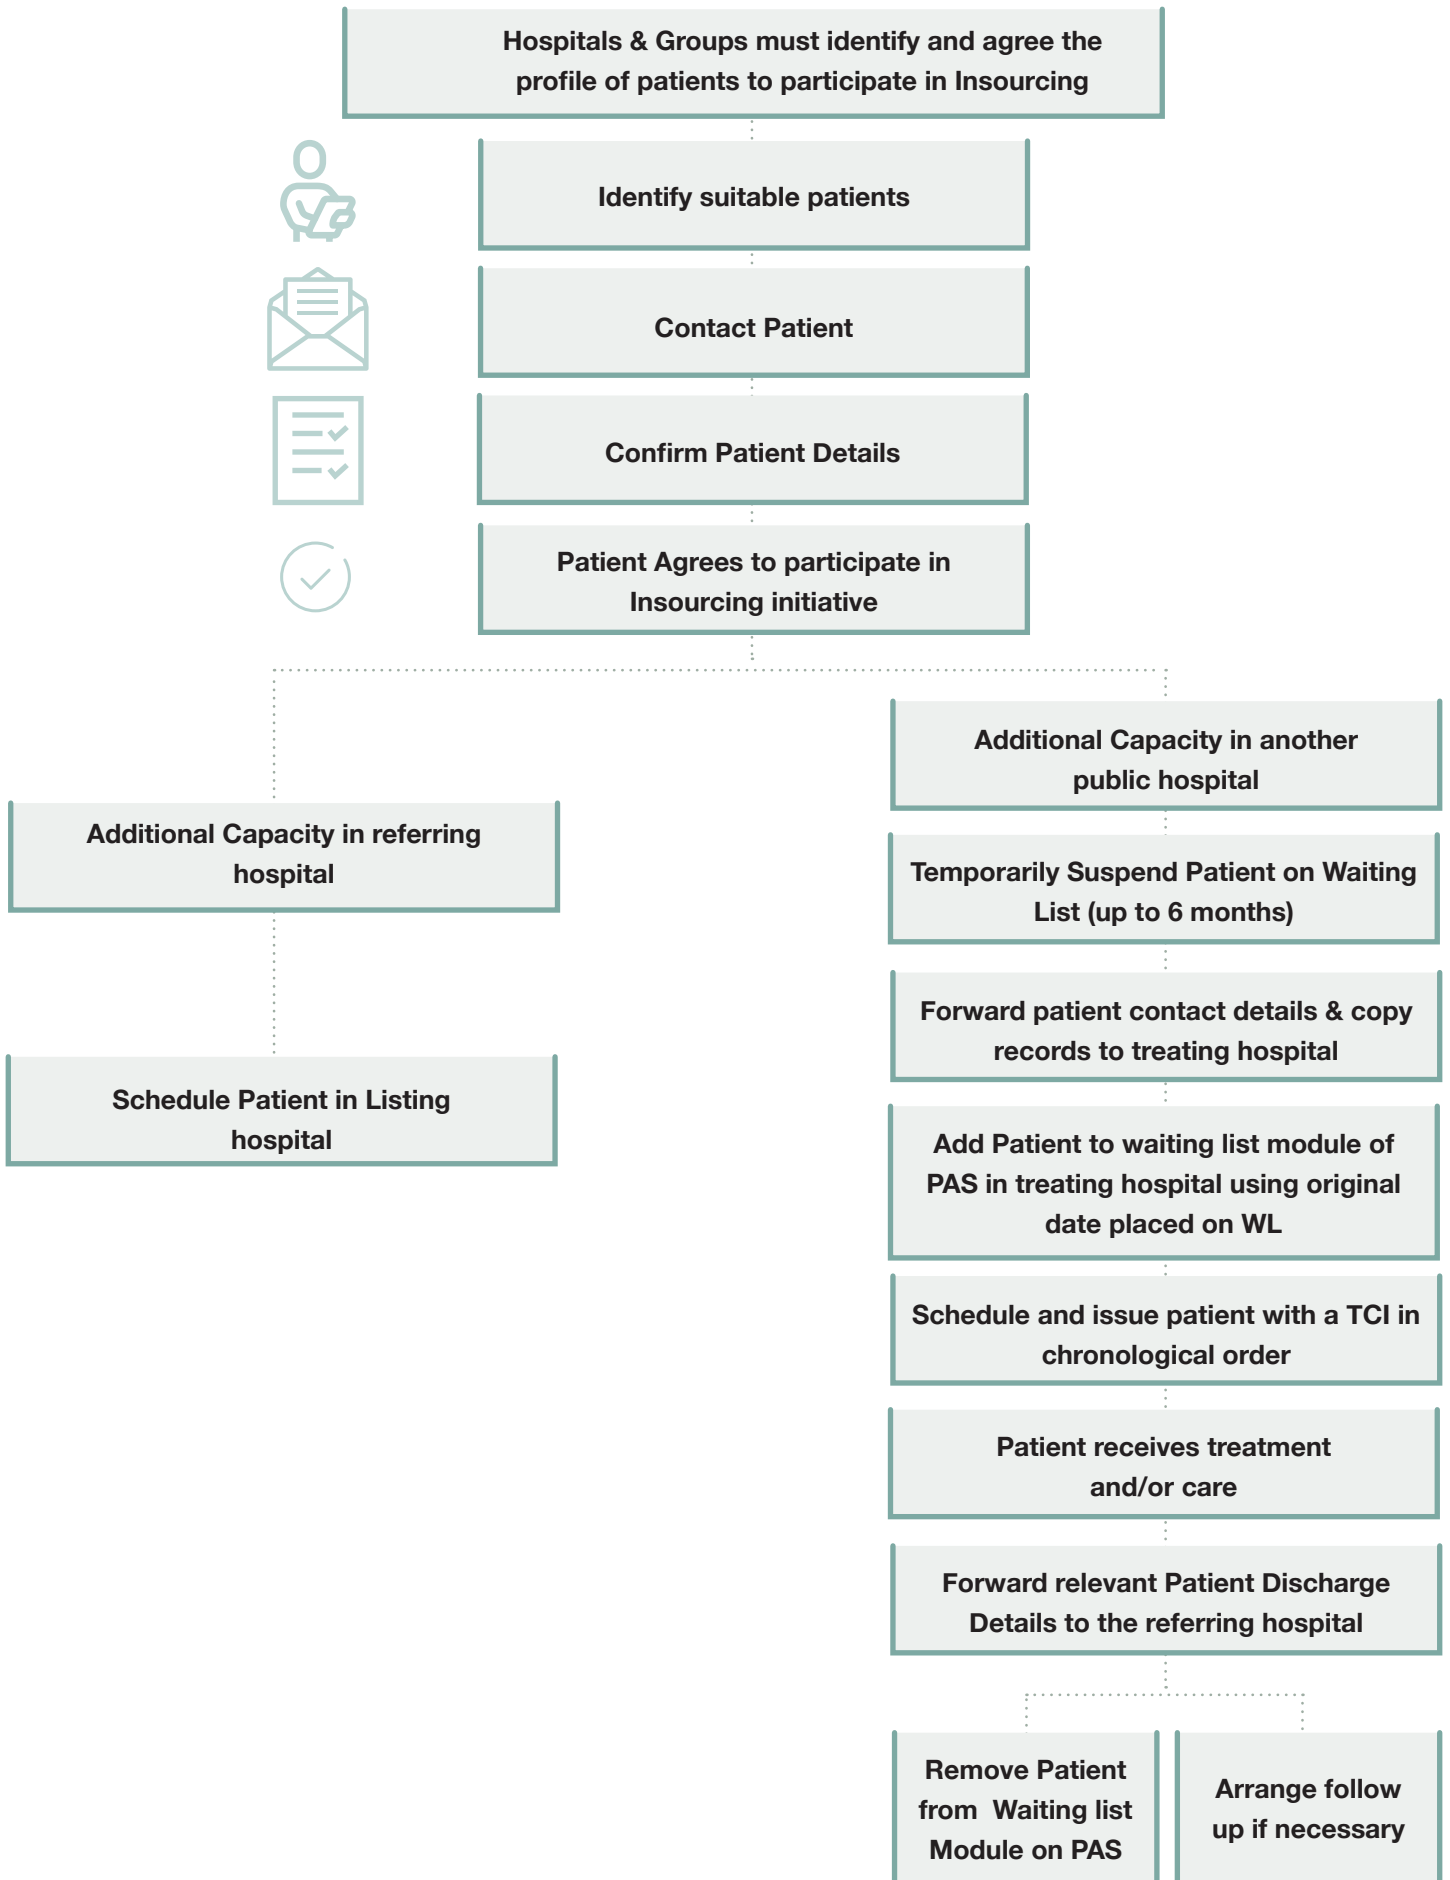 Hospitals & Groups must identify and agree the
profile of patients to participate in Insourcing
Identify suitable patients
Contact Patient
Confirm Patient Details
Patient Agrees to participate in
Insourcing initiative
Additional Capacity in referring
hospital
Schedule Patient in Listing
hospital
Additional Capacity in another
public hospital
Temporarily Suspend Patient on Waiting
List (up to 6 months)
Forward patient contact details & copy
records to treating hospital
Add Patient to waiting list module of
PAS in treating hospital using original
date placed on WL
Schedule and issue patient with a TCI in
chronological order
Patient receives treatment
and/or care
Forward relevant Patient Discharge
Details to the referring hospital
Remove Patient
from Waiting list
Module on PAS
Arrange follow
up if necessary